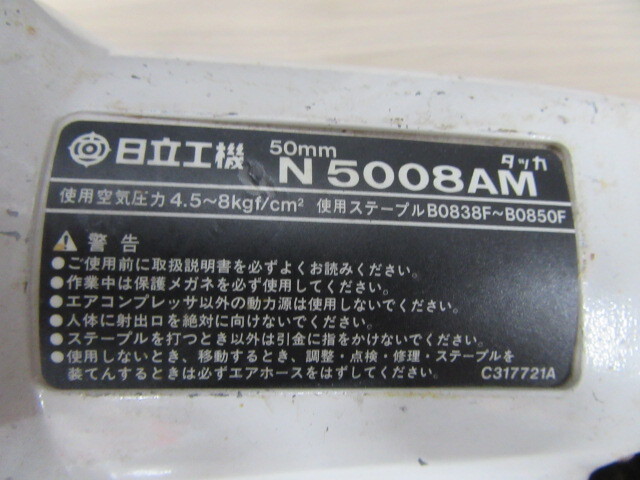 日立工機 50mm タッカ
N 5008AM
使用空気圧力 4.5~8kgf/cm² 使用ステープル B0838F~B0850F
警告
●ご使用前に取扱説明書を必ずよくお読みください。
●作業中は保護メガネを必ず使用してください。
●エアコンプレッサ以外の動力源は使用しないでください。
●人体に射出口を絶対に向けないでください。
●ステープルを打つとき以外は引金に指をかけないでください。
●使用しないとき、移動するとき、調整・点検・修理・ステープルを
装てんするときは必ずエアホースをはずしてください。 C317721A